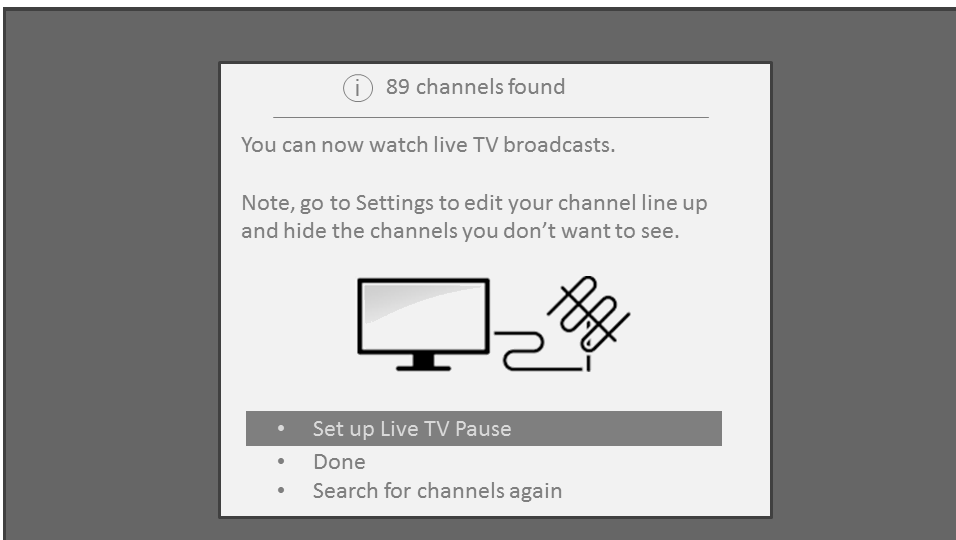 i 89 channels found
You can now watch live TV broadcasts.
Note, go to Settings to edit your channel line up
and hide the channels you don’t want to see.
• Set up Live TV Pause
• Done
• Search for channels again